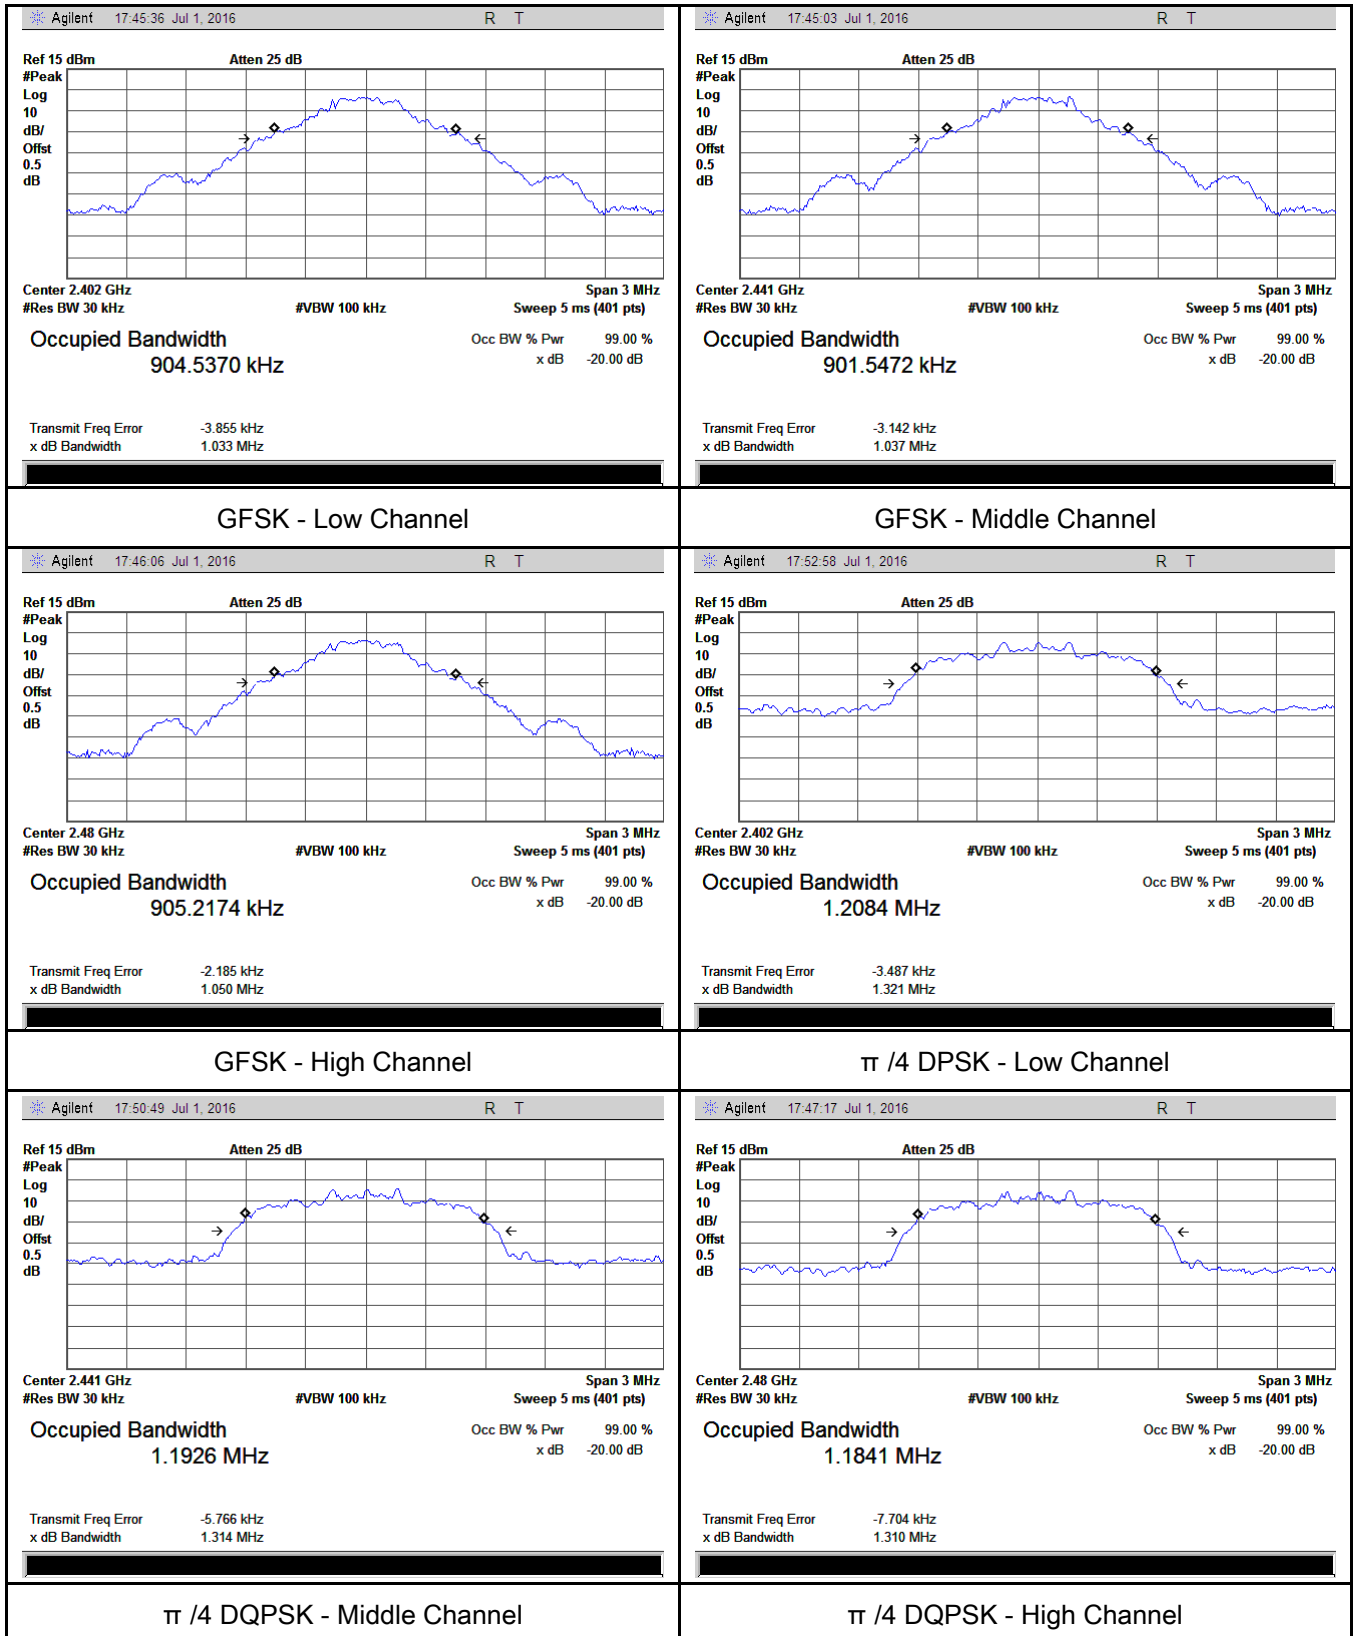 Agilent 17:45:36 Jul 1, 2016 R T
Ref 15 dBm Atten 25 dB
#Peak
Log
10
dB/
Offst
0.5
dB
Center 2.402 GHz Span 3 MHz
#Res BW 30 kHz #VBW 100 kHz Sweep 5 ms (401 pts)
Occupied Bandwidth Occ BW % Pwr 99.00 %
904.5370 kHz x dB -20.00 dB
Transmit Freq Error -3.855 kHz
x dB Bandwidth 1.033 MHz
GFSK - Low Channel
Agilent 17:45:03 Jul 1, 2016 R T
Ref 15 dBm Atten 25 dB
#Peak
Log
10
dB/
Offst
0.5
dB
Center 2.441 GHz Span 3 MHz
#Res BW 30 kHz #VBW 100 kHz Sweep 5 ms (401 pts)
Occupied Bandwidth Occ BW % Pwr 99.00 %
901.5472 kHz x dB -20.00 dB
Transmit Freq Error -3.142 kHz
x dB Bandwidth 1.037 MHz
GFSK - Middle Channel
Agilent 17:46:06 Jul 1, 2016 R T
Ref 15 dBm Atten 25 dB
#Peak
Log
10
dB/
Offst
0.5
dB
Center 2.48 GHz Span 3 MHz
#Res BW 30 kHz #VBW 100 kHz Sweep 5 ms (401 pts)
Occupied Bandwidth Occ BW % Pwr 99.00 %
905.2174 kHz x dB -20.00 dB
Transmit Freq Error -2.185 kHz
x dB Bandwidth 1.050 MHz
GFSK - High Channel
Agilent 17:52:58 Jul 1, 2016 R T
Ref 15 dBm Atten 25 dB
#Peak
Log
10
dB/
Offst
0.5
dB
Center 2.402 GHz Span 3 MHz
#Res BW 30 kHz #VBW 100 kHz Sweep 5 ms (401 pts)
Occupied Bandwidth Occ BW % Pwr 99.00 %
1.2084 MHz x dB -20.00 dB
Transmit Freq Error -3.487 kHz
x dB Bandwidth 1.321 MHz
π /4 DPSK - Low Channel
Agilent 17:50:49 Jul 1, 2016 R T
Ref 15 dBm Atten 25 dB
#Peak
Log
10
dB/
Offst
0.5
dB
Center 2.441 GHz Span 3 MHz
#Res BW 30 kHz #VBW 100 kHz Sweep 5 ms (401 pts)
Occupied Bandwidth Occ BW % Pwr 99.00 %
1.1926 MHz x dB -20.00 dB
Transmit Freq Error -5.766 kHz
x dB Bandwidth 1.314 MHz
π /4 DQPSK - Middle Channel
Agilent 17:47:17 Jul 1, 2016 R T
Ref 15 dBm Atten 25 dB
#Peak
Log
10
dB/
Offst
0.5
dB
Center 2.48 GHz Span 3 MHz
#Res BW 30 kHz #VBW 100 kHz Sweep 5 ms (401 pts)
Occupied Bandwidth Occ BW % Pwr 99.00 %
1.1841 MHz x dB -20.00 dB
Transmit Freq Error -7.704 kHz
x dB Bandwidth 1.310 MHz
π /4 DQPSK - High Channel